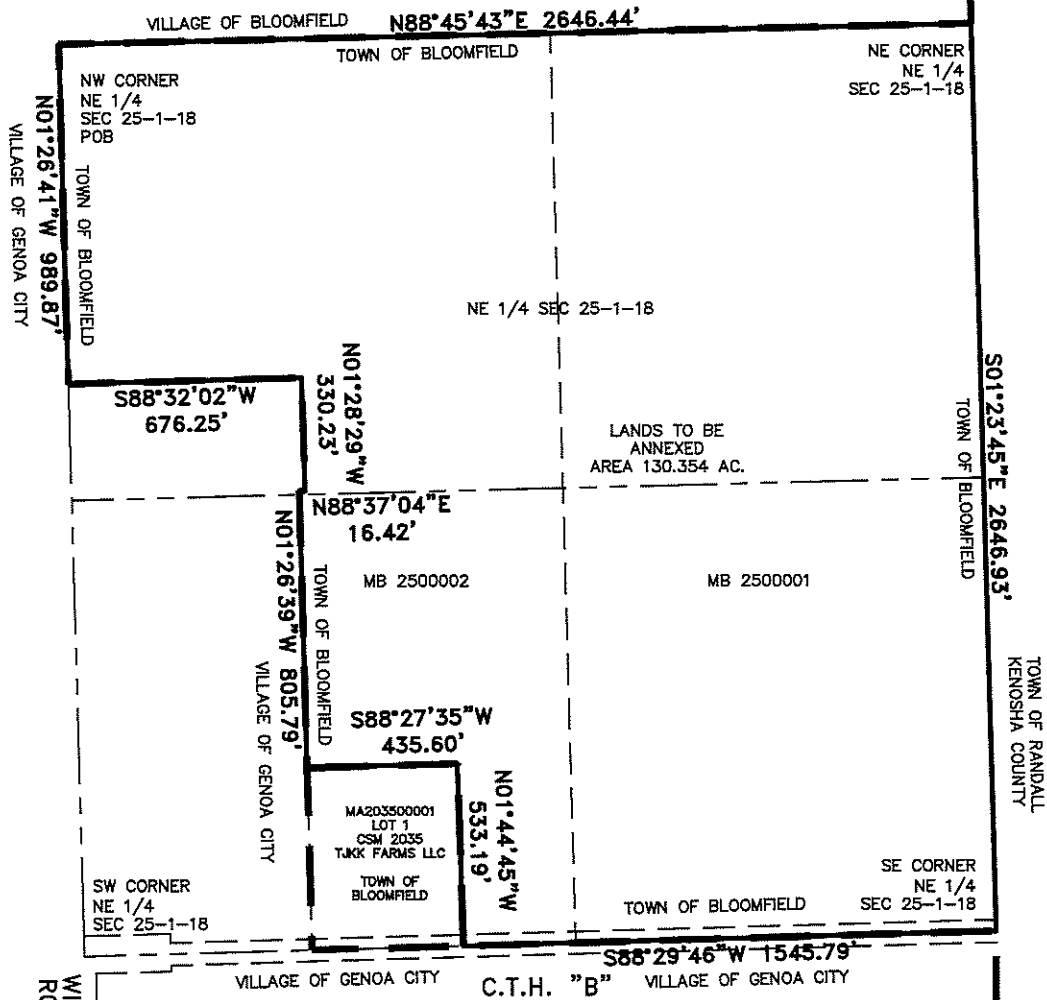 VILLAGE OF BLOOMFIELD
N88°45'43"E 2646.44'
TOWN OF BLOOMFIELD
NW CORNER
NE 1/4
SEC 25-1-18
POB
NE CORNER
NE 1/4
SEC 25-1-18
N01°26'41"W 989.87'
VILLAGE OF GENOA CITY
TOWN OF BLOOMFIELD
NE 1/4 SEC 25-1-18
S88°32'02"W
676.25'
N01°28'29"W
330.23'
LANDS TO BE
ANNEXED
AREA 130.354 AC.
S01°23'45"E 2646.93'
TOWN OF BLOOMFIELD
N88°37'04"E
16.42'
N01°26'39"W 805.79'
TOWN OF BLOOMFIELD
VILLAGE OF GENOA CITY
MB 2500002
MB 2500001
TOWN OF RANDALL
KENOSHA COUNTY
S88°27'35"W
435.60'
N01°44'45"W
533.19'
MA203500001
LOT 1
CSM 2035
TJKK FARMS LLC
TOWN OF
BLOOMFIELD
SW CORNER
NE 1/4
SEC 25-1-18
SE CORNER
NE 1/4
SEC 25-1-18
TOWN OF BLOOMFIELD
S88°29'46"W 1545.79'
VILLAGE OF GENOA CITY
C.T.H. "B"
VILLAGE OF GENOA CITY